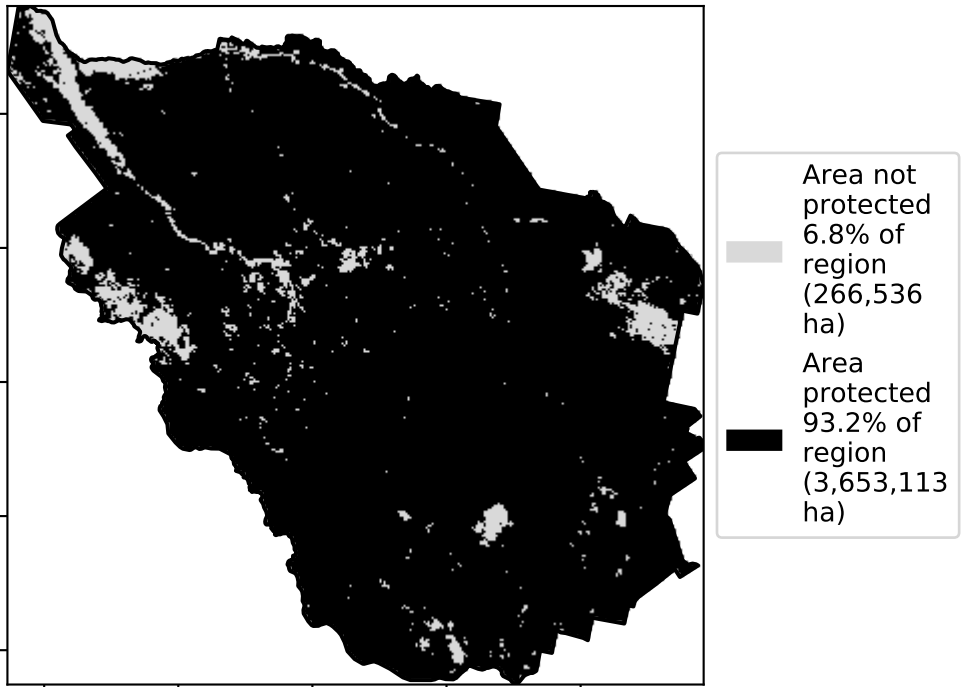 Area not
protected
6.8% of
region
(266,536
ha)
Area
protected
93.2% of
region
(3,653,113
ha)